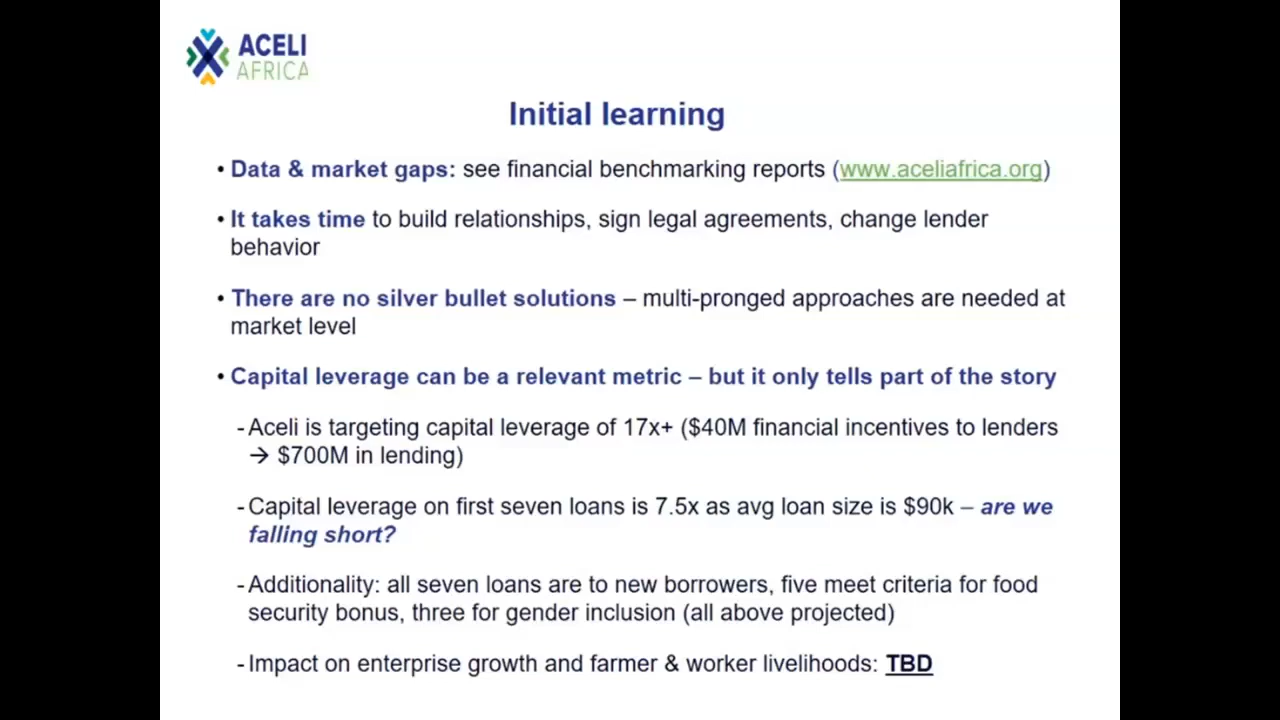 ACELI
AFRICA
Initial learning
• Data & market gaps: see financial benchmarking reports (www.aceliafrica.org)
• It takes time to build relationships, sign legal agreements, change lender
behavior
• There are no silver bullet solutions – multi-pronged approaches are needed at
market level
• Capital leverage can be a relevant metric – but it only tells part of the story
- Aceli is targeting capital leverage of 17x+ ($40M financial incentives to lenders
→ $700M in lending)
- Capital leverage on first seven loans is 7.5x as avg loan size is $90k – are we
falling short?
- Additionality: all seven loans are to new borrowers, five meet criteria for food
security bonus, three for gender inclusion (all above projected)
- Impact on enterprise growth and farmer & worker livelihoods: TBD